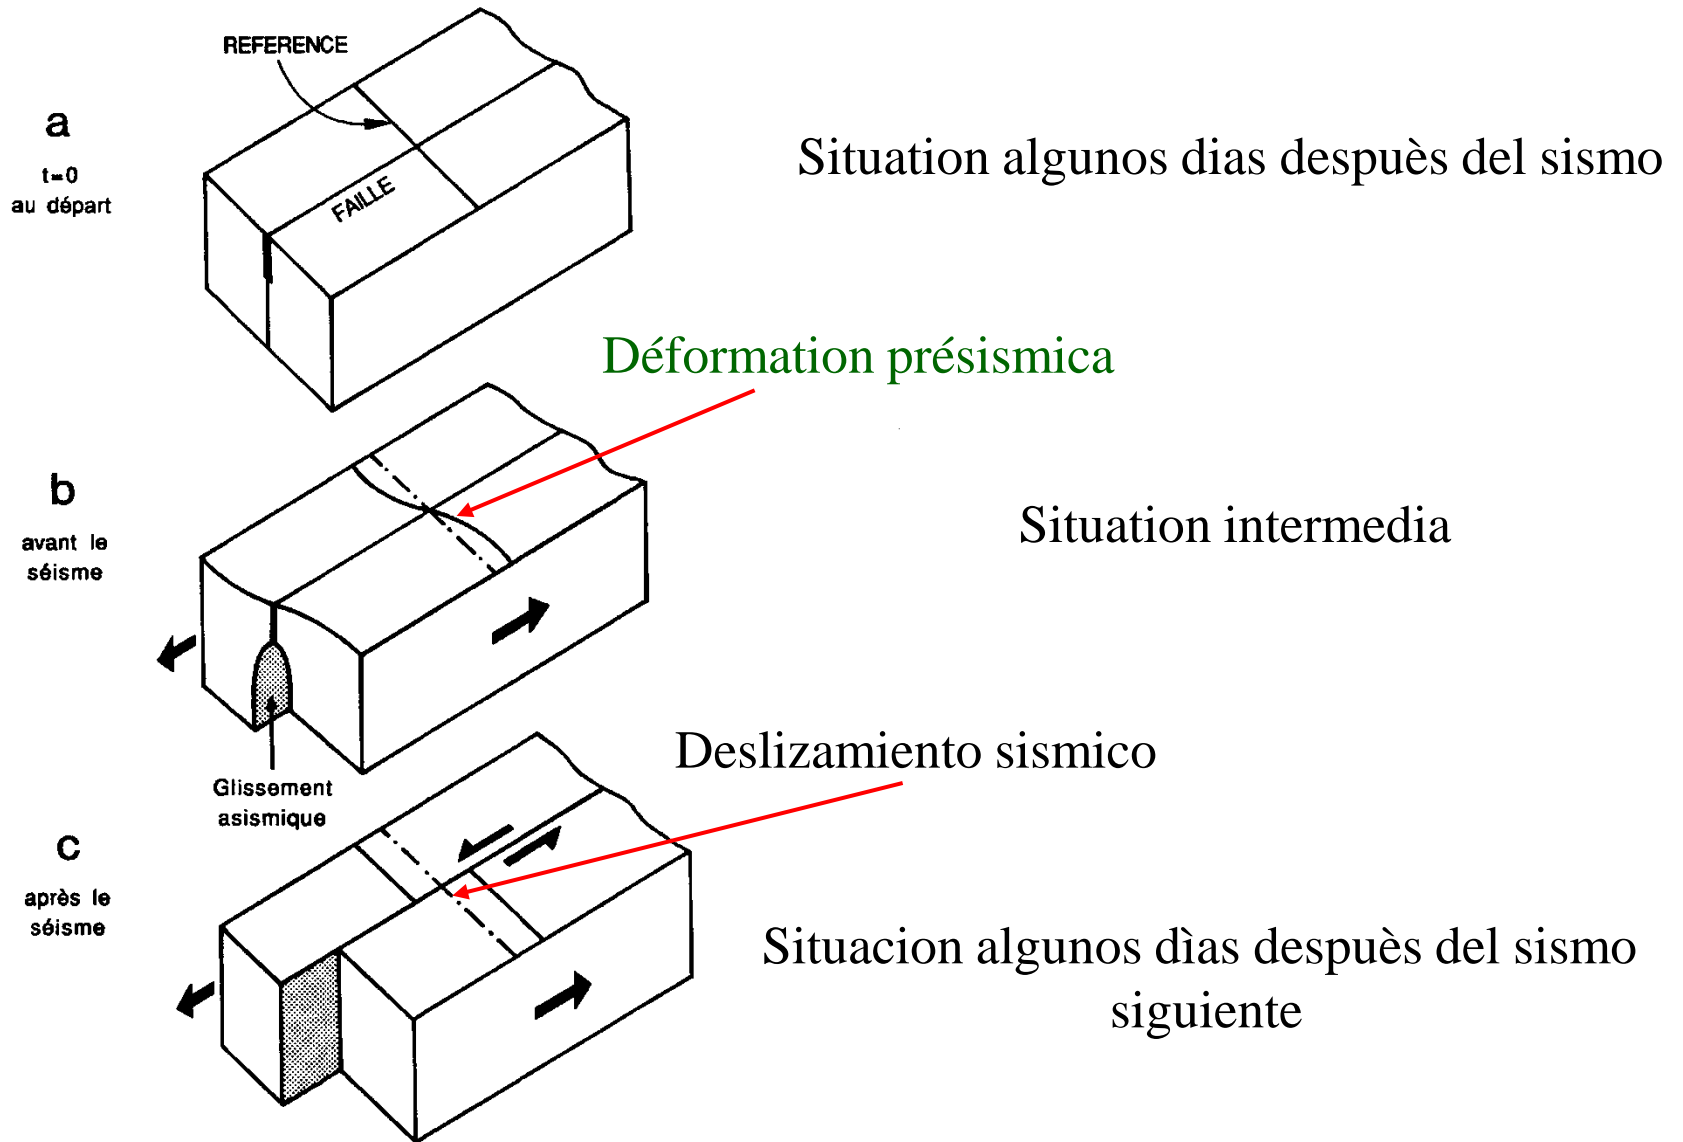 REFERENCE
a
t=0
au départ
FAILLE
Situation algunos dias despuès del sismo
Déformation présismica
b
avant le
séisme
Situation intermedia
Glissement
asismique
Deslizamiento sismico
c
après le
séisme
Situacion algunos dìas despuès del sismo
siguiente